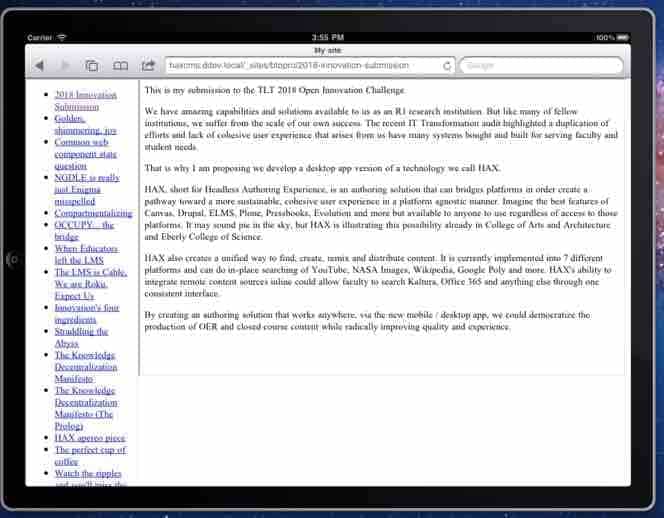 Carrier
3:55 PM
100%
My site
haxcms.ddev.local/_sites/btopro/2018-innovation-submission
Google
2018 Innovation
Submission
Golden,
shimmering, joy
Common web
component state
question
NGDLE is really
just Enigma
misspelled
Compartmentalizing
OCCUPY... the
bridge
When Educators
left the LMS
The LMS is Cable,
We are Roku.
Expect Us
Innovation's four
ingredients
Straddling the
Abyss
The Knowledge
Decentralization
Manifesto
The Knowledge
Decentralization
Manifesto (The
Prolog)
HAX apereo piece
The perfect cup of
coffee
Watch the ripples
and you'll miss the
This is my submission to the TLT 2018 Open Innovation Challenge.
We have amazing capabilities and solutions available to us as an R1 research institution. But like many of fellow
institutions, we suffer from the scale of our own success. The recent IT Transformation audit highlighted a duplication of
efforts and lack of cohesive user experience that arises from us have many systems bought and built for serving faculty and
student needs.
That is why I am proposing we develop a desktop app version of a technology we call HAX.
HAX, short for Headless Authoring Experience, is an authoring solution that can bridges platforms in order create a
pathway toward a more sustainable, cohesive user experience in a platform agnostic manner. Imagine the best features of
Canvas, Drupal, ELMS, Plone, Pressbooks, Evolution and more but available to anyone to use regardless of access to those
platforms. It may sound pie in the sky, but HAX is illustrating this possibility already in College of Arts and Architecture
and Eberly College of Science.
HAX also creates a unified way to find, create, remix and distribute content. It is currently implemented into 7 different
platforms and can do in-place searching of YouTube, NASA Images, Wikipedia, Google Poly and more. HAX's ability to
integrate remote content sources inline could allow faculty to search Kaltura, Office 365 and anything else through one
consistent interface.
By creating an authoring solution that works anywhere, via the new mobile / desktop app, we could democratize the
production of OER and closed-course content while radically improving quality and experience.